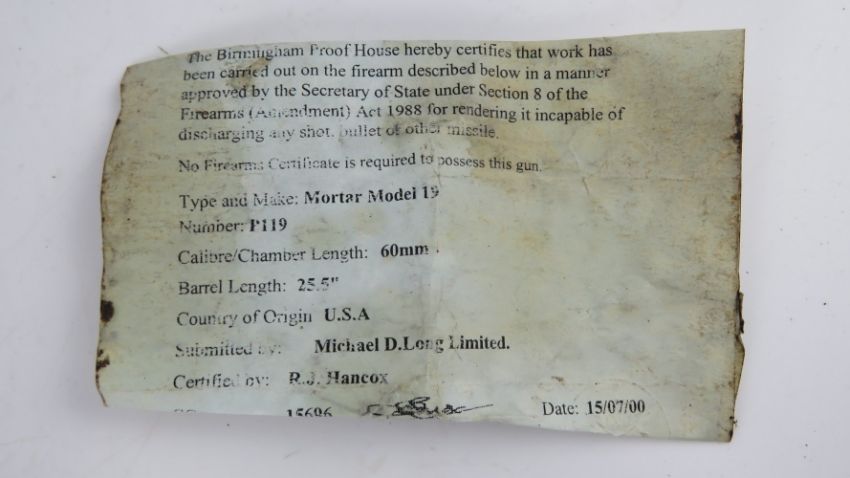 The Birmingham Proof House hereby certifies that work has
been carried out on the firearm described below in a manner
approved by the Secretary of State under Section 8 of the
Firearms (Amendment) Act 1988 for rendering it incapable of
discharging any shot, bullet or other missile.
No Firearms Certificate is required to possess this gun.
Type and Make: Mortar Model 19
Number: P119
Calibre/Chamber Length: 60mm .
Barrel Length: 25.5"
Country of Origin U.S.A
Submitted by: Michael D.Long Limited.
Certified by: R.J. Hancox
15696 Date: 15/07/00